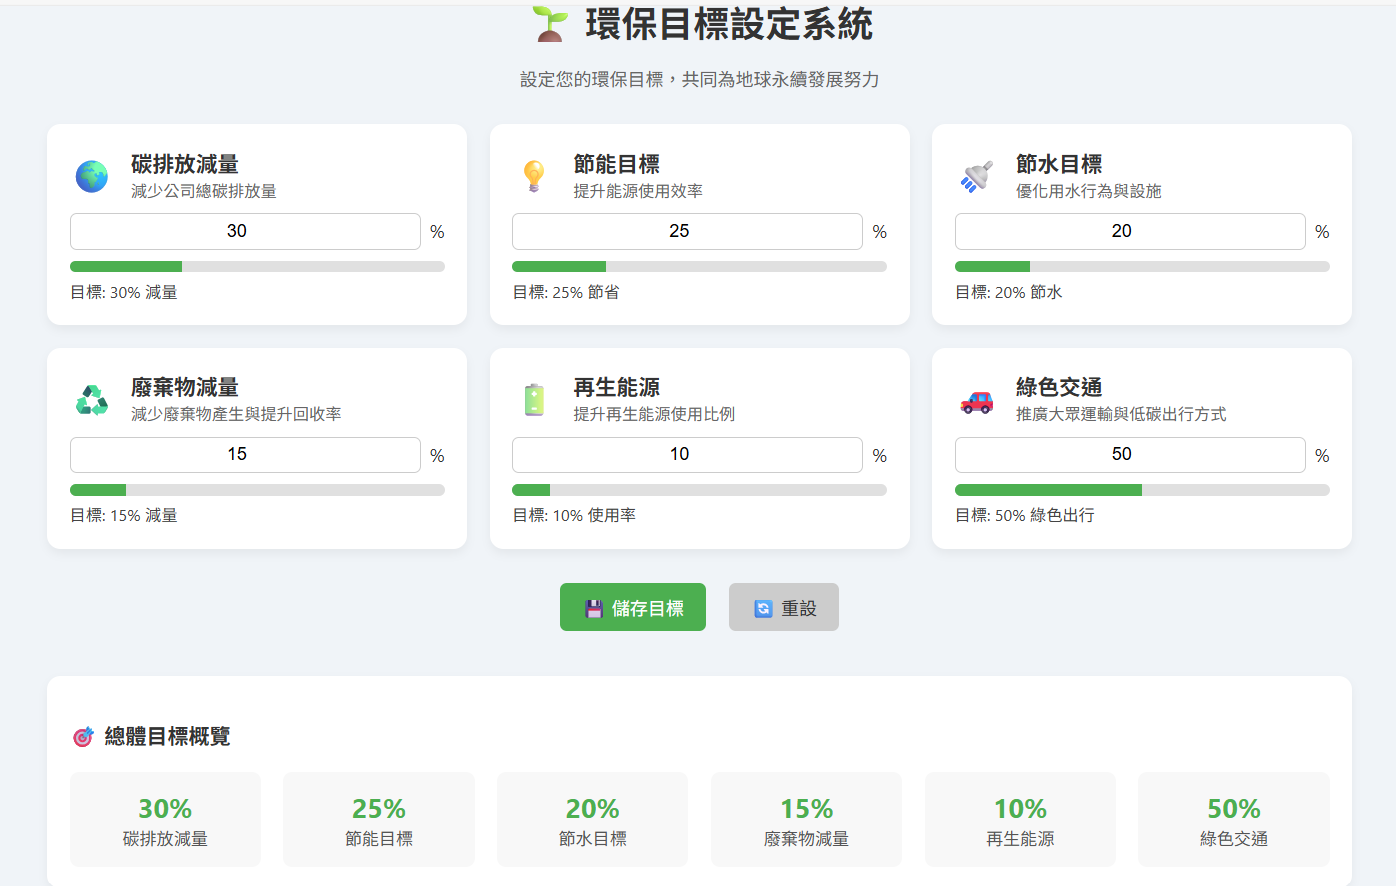 環保目標設定系統
設定您的環保目標，共同為地球永續發展努力
碳排放減量
減少公司總碳排放量
30 %
目標: 30% 減量
節能目標
提升能源使用效率
25 %
目標: 25% 節省
節水目標
優化用水行為與設施
20 %
目標: 20% 節水
廢棄物減量
減少廢棄物產生與提升回收率
15 %
目標: 15% 減量
再生能源
提升再生能源使用比例
10 %
目標: 10% 使用率
綠色交通
推廣大眾運輸與低碳出行方式
50 %
目標: 50% 綠色出行
儲存目標
重設
總體目標概覽
30%
碳排放減量
25%
節能目標
20%
節水目標
15%
廢棄物減量
10%
再生能源
50%
綠色交通